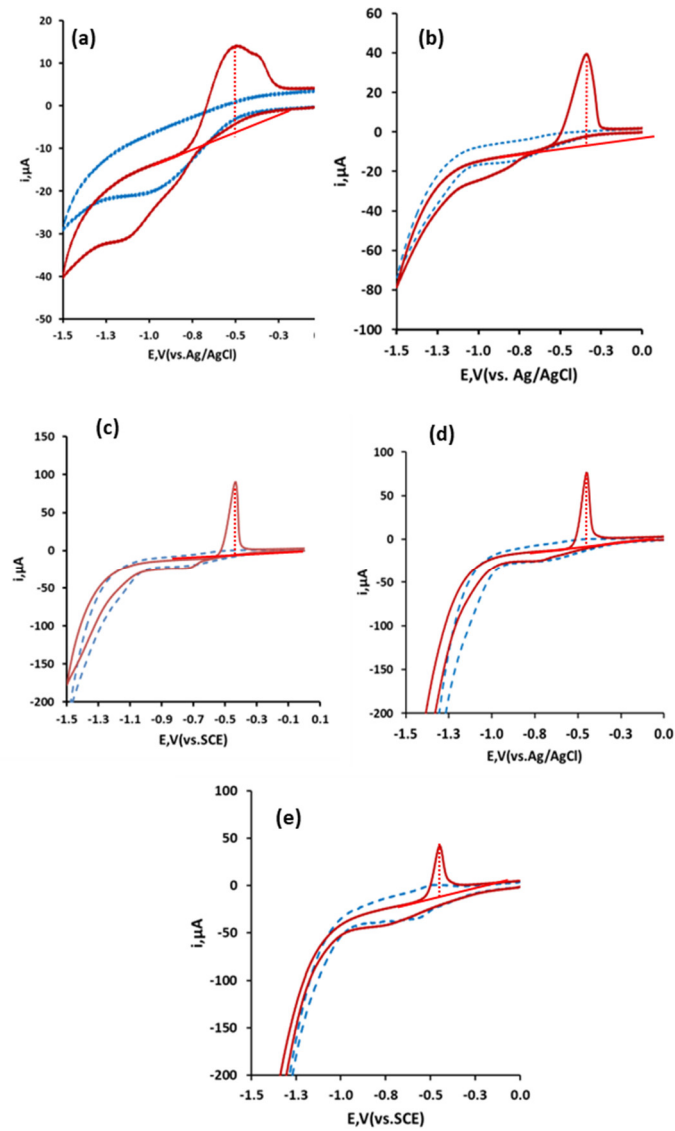 (a)
20
10
0
-10
-20
-30
-40
-50
i,µA
-1.5 -1.3 -1.0 -0.8 -0.5 -0.3
E,V(vs.Ag/AgCl)
(b)
60
40
20
0
-20
-40
-60
-80
-100
i,µA
-1.5 -1.3 -1.0 -0.8 -0.5 -0.3 0.0
E,V(vs. Ag/AgCl)
(c)
150
100
50
0
-50
-100
-150
-200
i,µA
-1.5 -1.3 -1.1 -0.9 -0.7 -0.5 -0.3 -0.1 0.1
E,V(vs.SCE)
(d)
100
50
0
-50
-100
-150
-200
i,µA
-1.5 -1.3 -1.0 -0.8 -0.5 -0.3 0.0
E,V(vs.Ag/AgCl)
(e)
100
50
0
-50
-100
-150
-200
i,µA
-1.5 -1.3 -1.0 -0.8 -0.5 -0.3 0.0
E,V(vs.SCE)